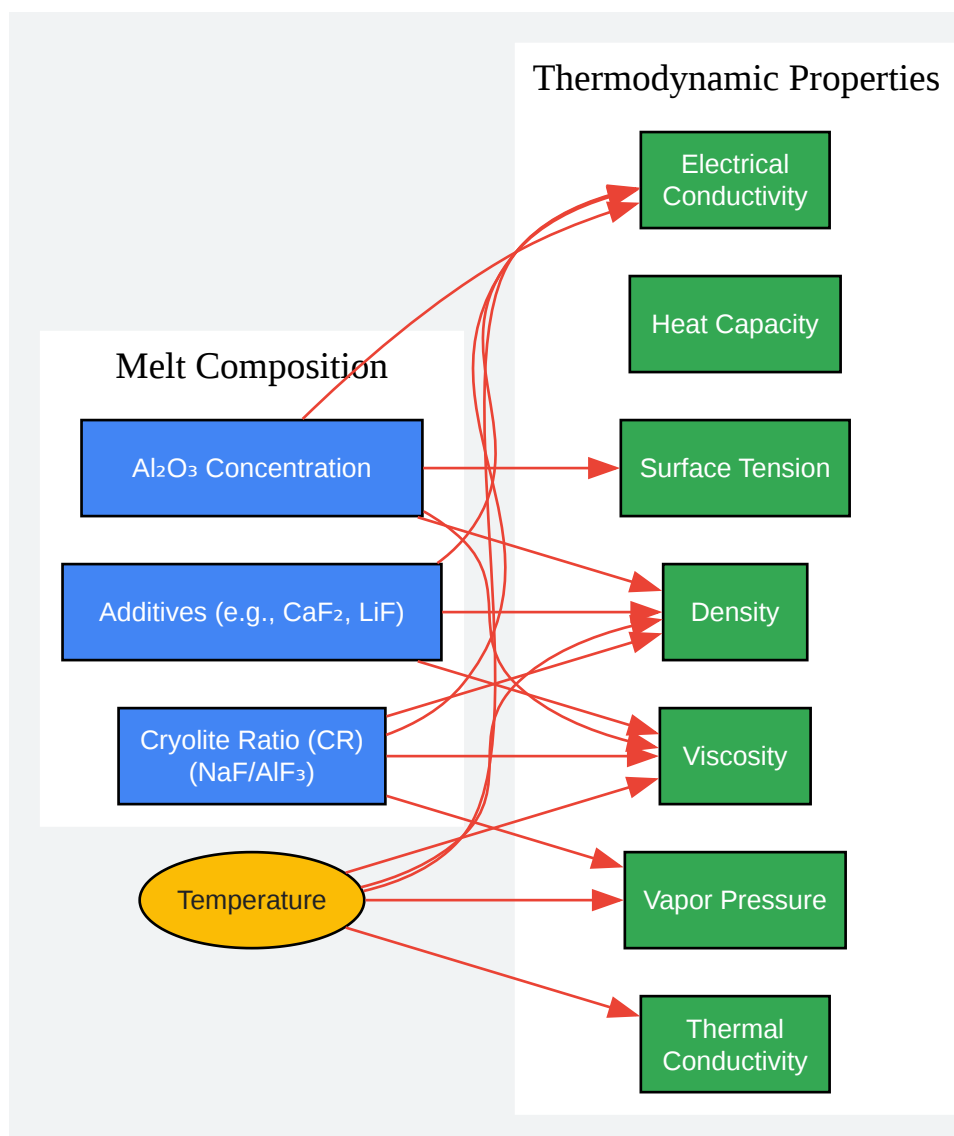 Thermodynamic Properties
Electrical
Conductivity
Heat Capacity
Melt Composition
Al₂O₃ Concentration
Surface Tension
Additives (e.g., CaF₂, LiF)
Density
Cryolite Ratio (CR)
(NaF/AlF₃)
Viscosity
Temperature
Vapor Pressure
Thermal
Conductivity